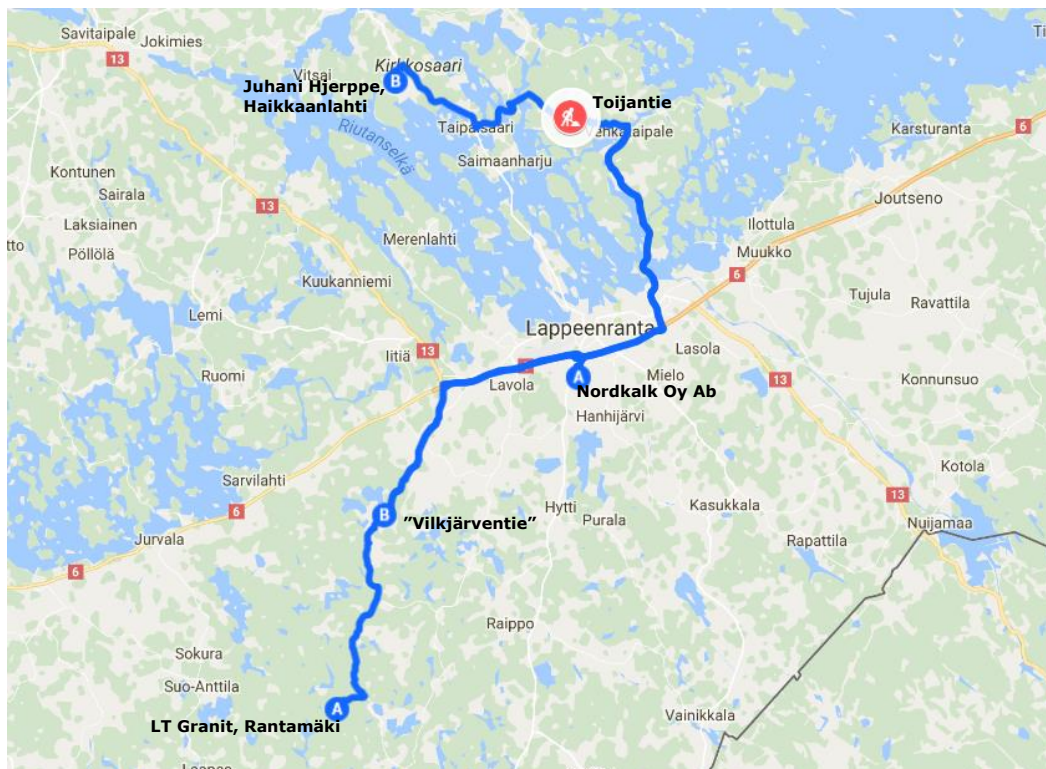 Savitaipale
Jokimies
13
Vitsai
Kirkkosaari
B
Juhani Hjerppe,
Haikkaanlahti
Toijantie
Taipalsaari
Riutanselkä
Saimaanharju
Karsturanta
6
Kontunen
Sairala
13
Laksiainen
Pöllölä
Joutseno
Ilottula
Merenlahti
Muukko
6
Kuukanniemi
Tujula
Ravattila
Lemi
Lappeenranta
Iitiä
13
Lasola
Ruomi
Lavola
A
Mielo
13
Konnunsuo
Nordkalk Oy Ab
Hanhijärvi
Kotola
Sarvilahti
13
6
B
"Vilkjärventie"
Hytti
Kasukkala
Purala
Nuijamaa
Jurvala
Rapattila
6
Raippo
Sokura
Suo-Anttila
A
LT Granit, Rantamäki
Vainikkala